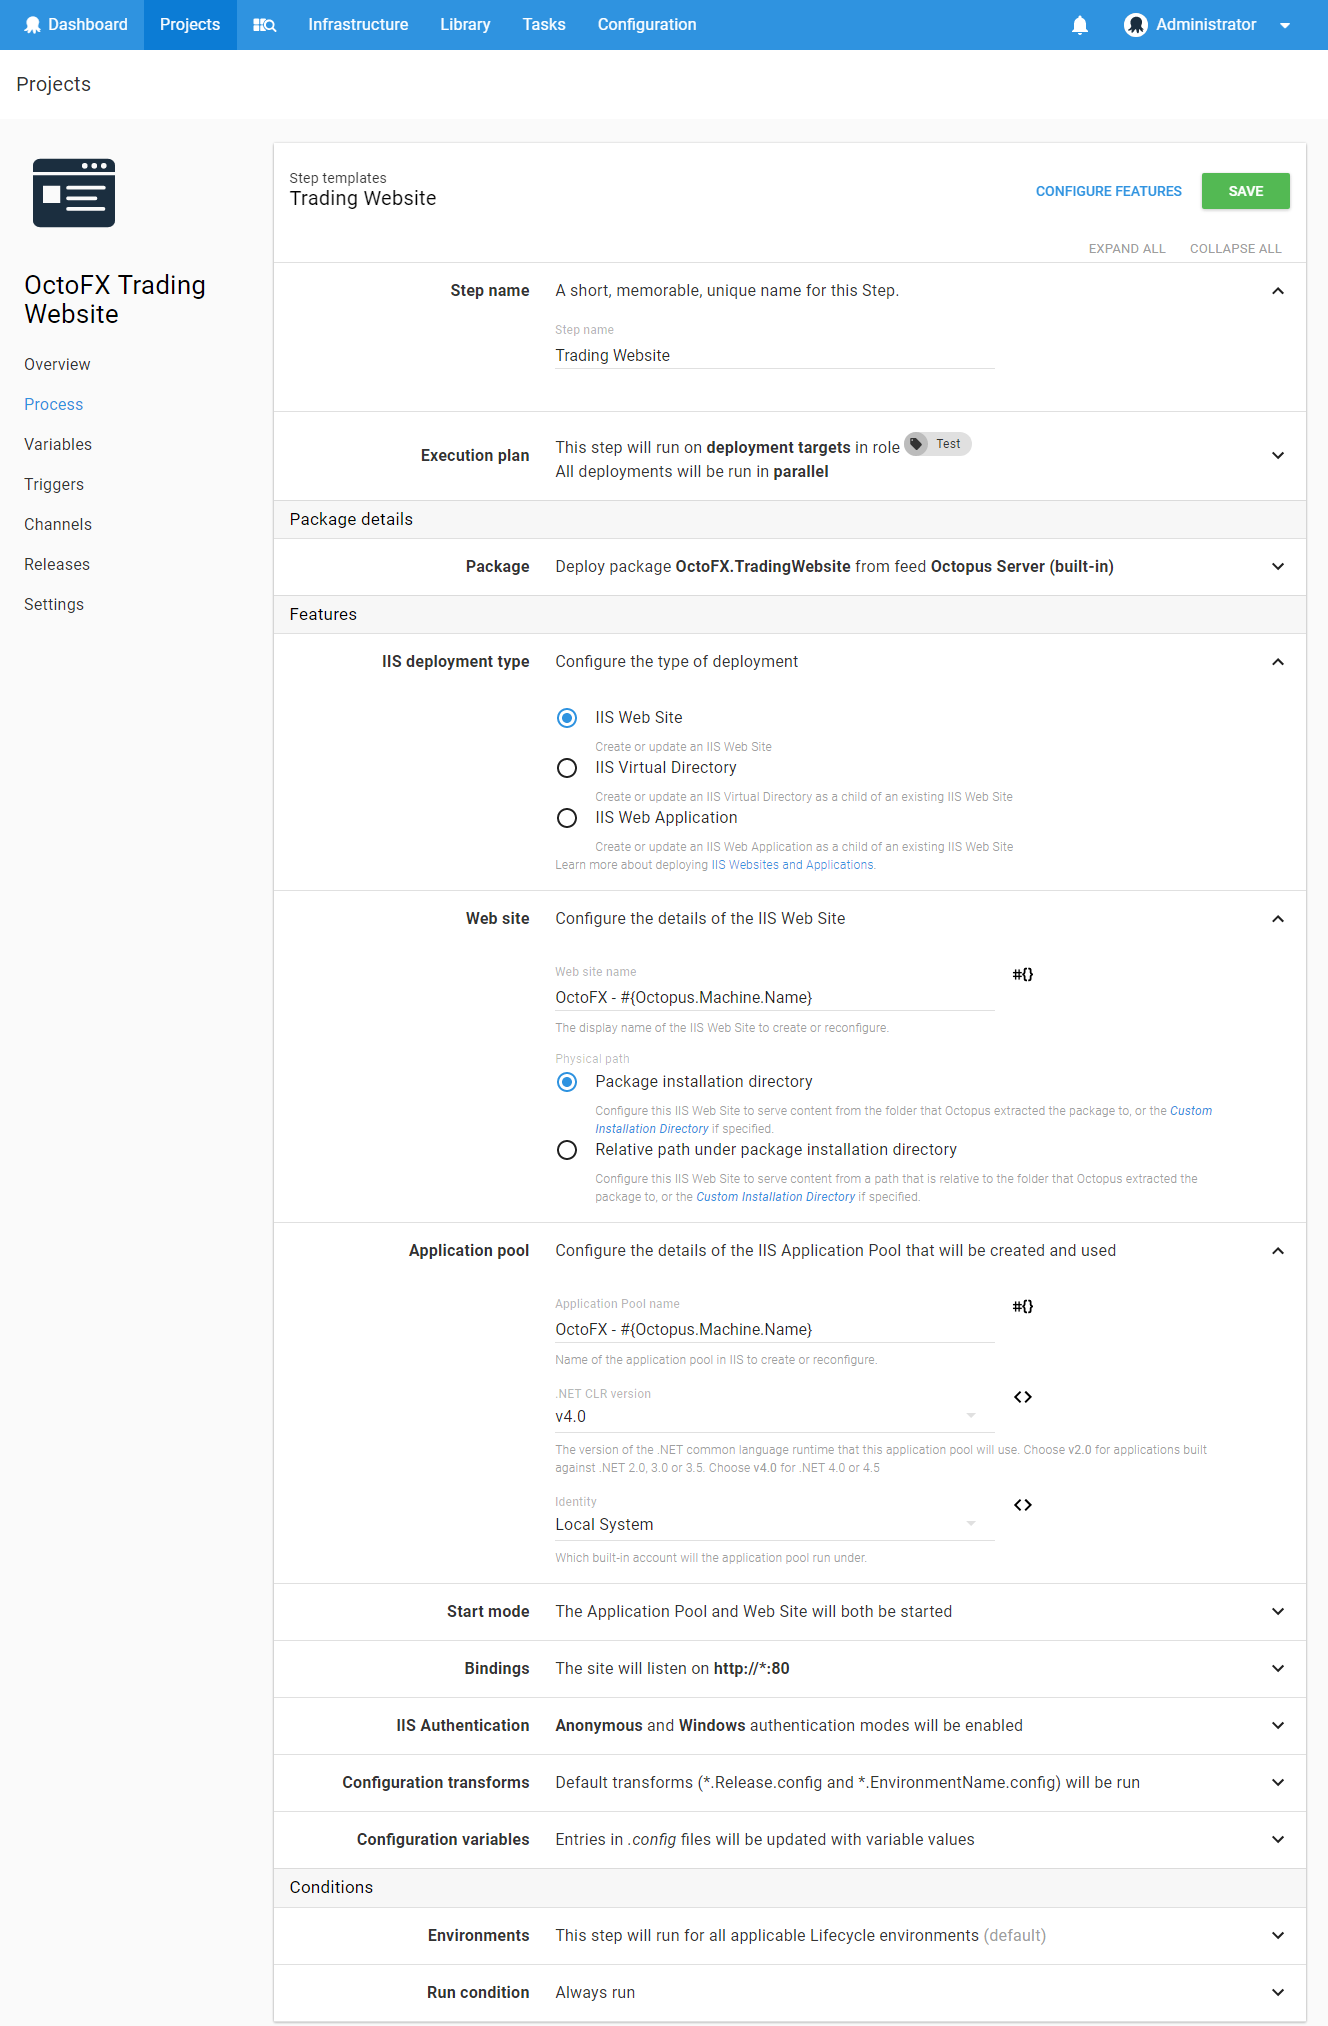 Dashboard
Projects
Infrastructure
Library
Tasks
Configuration
Administrator
Projects
OctoFX Trading
Website
Overview
Process
Variables
Triggers
Channels
Releases
Settings
Step templates
Trading Website
CONFIGURE FEATURES
SAVE
EXPAND ALL
COLLAPSE ALL
Step name
A short, memorable, unique name for this Step.
Step name
Trading Website
Execution plan
This step will run on deployment targets in role Test
All deployments will be run in parallel
Package details
Package
Deploy package OctoFX.TradingWebsite from feed Octopus Server (built-in)
Features
IIS deployment type
Configure the type of deployment
IIS Web Site
Create or update an IIS Web Site
IIS Virtual Directory
Create or update an IIS Virtual Directory as a child of an existing IIS Web Site
IIS Web Application
Create or update an IIS Web Application as a child of an existing IIS Web Site
Learn more about deploying IIS Websites and Applications.
Web site
Configure the details of the IIS Web Site
Web site name
#{}
OctoFX - #{Octopus.Machine.Name}
The display name of the IIS Web Site to create or reconfigure.
Physical path
Package installation directory
Configure this IIS Web Site to serve content from the folder that Octopus extracted the package to, or the Custom
Installation Directory if specified.
Relative path under package installation directory
Configure this IIS Web Site to serve content from a path that is relative to the folder that Octopus extracted the
package to, or the Custom Installation Directory if specified.
Application pool
Configure the details of the IIS Application Pool that will be created and used
Application Pool name
#{}
OctoFX - #{Octopus.Machine.Name}
Name of the application pool in IIS to create or reconfigure.
.NET CLR version
v4.0
The version of the .NET common language runtime that this application pool will use. Choose v2.0 for applications built
against .NET 2.0, 3.0 or 3.5. Choose v4.0 for .NET 4.0 or 4.5
Identity
Local System
Which built-in account will the application pool run under.
Start mode
The Application Pool and Web Site will both be started
Bindings
The site will listen on http://*:80
IIS Authentication
Anonymous and Windows authentication modes will be enabled
Configuration transforms
Default transforms (*.Release.config and *.EnvironmentName.config) will be run
Configuration variables
Entries in .config files will be updated with variable values
Conditions
Environments
This step will run for all applicable Lifecycle environments (default)
Run condition
Always run